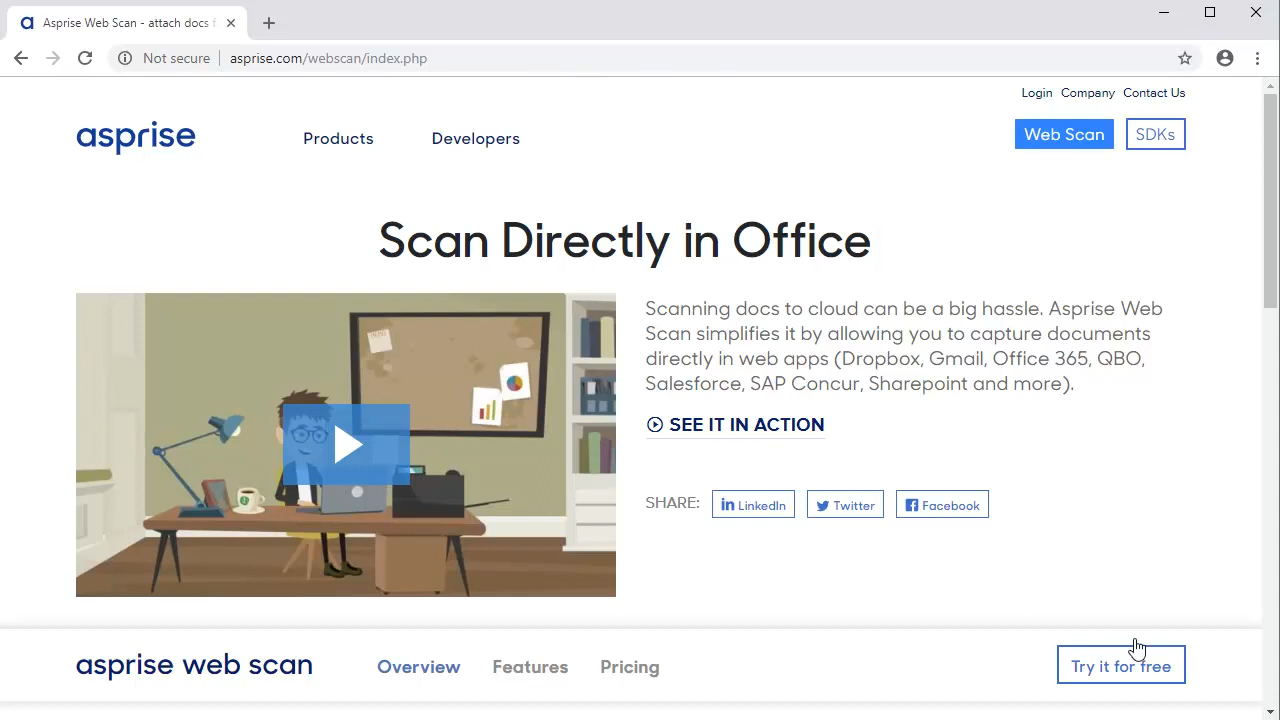 Asprise Web Scan - attach docs f
Not secure
asprise.com/webscan/index.php
Login Company Contact Us
asprise
Products
Developers
Web Scan
SDKs
Scan Directly in Office
Scanning docs to cloud can be a big hassle. Asprise Web
Scan simplifies it by allowing you to capture documents
directly in web apps (Dropbox, Gmail, Office 365, QBO,
Salesforce, SAP Concur, Sharepoint and more).
SEE IT IN ACTION
SHARE:
LinkedIn
Twitter
Facebook
asprise web scan
Overview
Features
Pricing
Try it for free